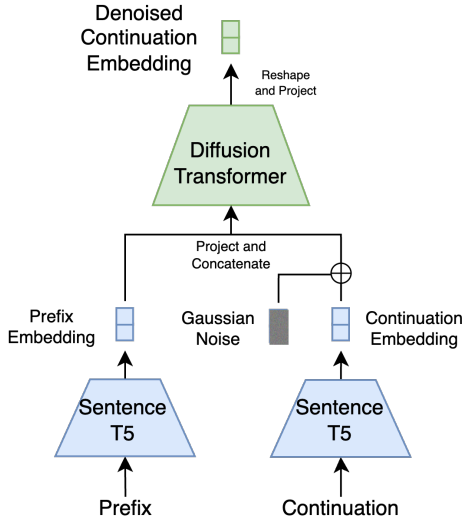 Denoised
Continuation
Embedding
Reshape
and Project
Diffusion
Transformer
Project and
Concatenate
Prefix
Embedding
Gaussian
Noise
Continuation
Embedding
Sentence
T5
Sentence
T5
Prefix
Continuation